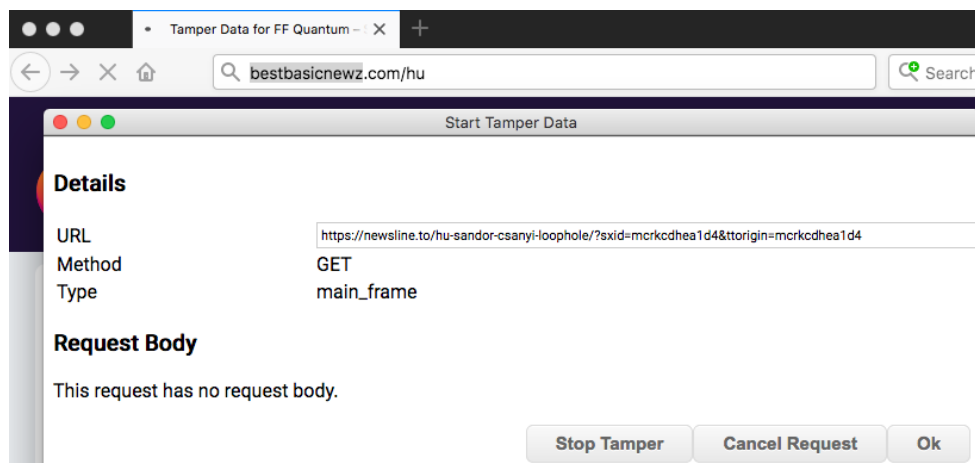 Tamper Data for FF Quantum –
bestbasicnewz.com/hu
Search
Start Tamper Data
Details
URL https://newsline.to/hu-sandor-csanyi-loophole/?sxid=mcrkcdhea1d4&ttorigin=mcrkcdhea1d4
Method GET
Type main_frame
Request Body
This request has no request body.
Stop Tamper Cancel Request Ok